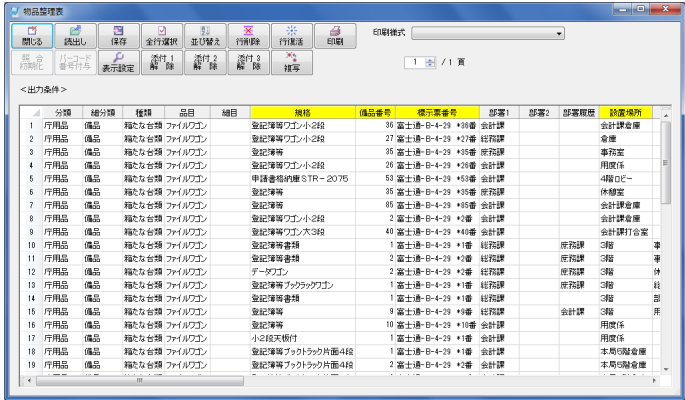 物品整理表
閉じる 読出し 保存 全行選択 並び替え 行削除 行復活 印刷 印刷様式
照合 初期化 バーコード 番号付与 表示設定 添付1 解除 添付2 解除 添付3 解除 複写 1 / 1 頁
<出力条件>
分類 細分類 種類 品目 細目 規格 備品番号 標示票番号 部署1 部署2 部署履歴 設置場所
1 庁用品 備品 箱たな台類 ファイルワゴン 登記簿等ワゴン小2段 36 富士通-B-4-29 *36番 会計課 会計課倉庫
2 庁用品 備品 箱たな台類 ファイルワゴン 登記簿等ワゴン小2段 27 富士通-B-4-29 *27番 総務課 倉庫
3 庁用品 備品 箱たな台類 ファイルワゴン 登記簿等 35 富士通-B-4-29 *35番 庶務課 事務室
4 庁用品 備品 箱たな台類 ファイルワゴン 登記簿等ワゴン小2段 26 富士通-B-4-29 *26番 会計課 用度係
5 庁用品 備品 箱たな台類 ファイルワゴン 申請書格納庫STR-2075 53 富士通-B-4-29 *53番 会計課 4階ロビー
6 庁用品 備品 箱たな台類 ファイルワゴン 登記簿等 35 富士通-B-4-29 *35番 庶務課 休憩室
7 庁用品 備品 箱たな台類 ファイルワゴン 登記簿等 85 富士通-B-4-29 *85番 会計課 会計課倉庫
8 庁用品 備品 箱たな台類 ファイルワゴン 登記簿等ワゴン小2段 2 富士通-B-4-29 *2番 会計課 会計課倉庫
9 庁用品 備品 箱たな台類 ファイルワゴン 登記簿等ワゴン大3段 40 富士通-B-4-29 *40番 会計課 会計課打合室
10 庁用品 備品 箱たな台類 ファイルワゴン 登記簿等書類 1 富士通-B-4-29 *1番 総務課 庶務課 3階 事
11 庁用品 備品 箱たな台類 ファイルワゴン 登記簿等書類 2 富士通-B-4-29 *2番 総務課 庶務課 3階 事
12 庁用品 備品 箱たな台類 ファイルワゴン データワゴン 2 富士通-B-4-29 *2番 総務課 庶務課 3階 休
13 庁用品 備品 箱たな台類 ファイルワゴン 登記簿等ブックラックワゴン 1 富士通-B-4-29 *1番 総務課 庶務課 3階 総
14 庁用品 備品 箱たな台類 ファイルワゴン 登記簿等書類 1 富士通-B-4-29 *1番 総務課 3階 部
15 庁用品 備品 箱たな台類 ファイルワゴン 登記簿等 9 富士通-B-4-29 *9番 総務課 会計課 3階 用
16 庁用品 備品 箱たな台類 ファイルワゴン 登記簿等 10 富士通-B-4-29 *10番 会計課 用度係
17 庁用品 備品 箱たな台類 ファイルワゴン 小2段天板付 1 富士通-B-4-29 *1番 会計課 用度係
18 庁用品 備品 箱たな台類 ファイルワゴン 登記簿等ブックトラック片面4段 1 富士通-B-4-29 *1番 会計課 本局5階倉庫
19 庁用品 備品 箱たな台類 ファイルワゴン 登記簿等ブックトラック片面4段 2 富士通-B-4-29 *2番 会計課 本局5階倉庫